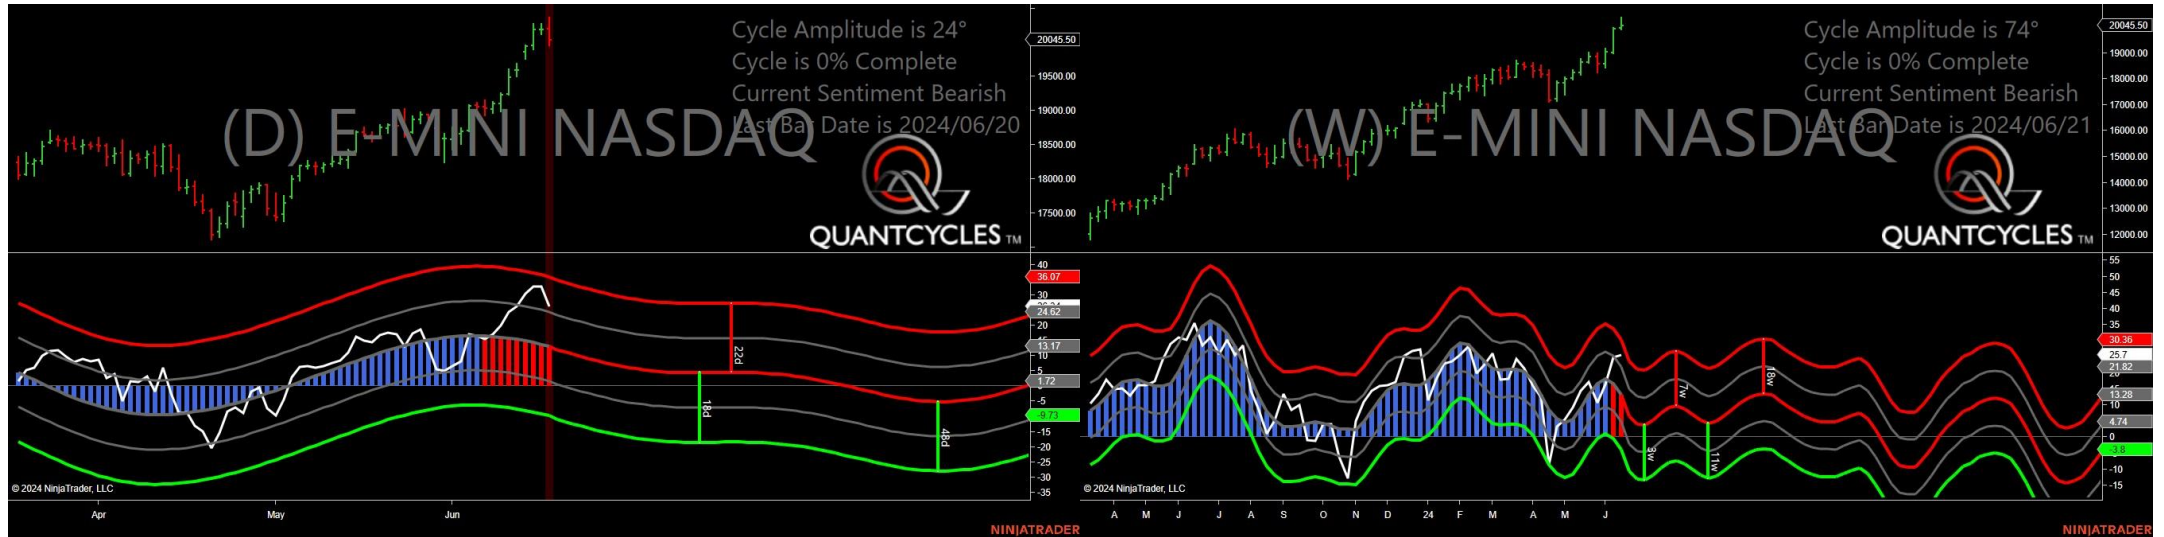 Cycle Amplitude is 24°
Cycle is 0% Complete
Current Sentiment Bearish
Last Bar Date is 2024/06/20
(D) E-MINI NASDAQ
QUANTCYCLES TM
20045.50
19500.00
19000.00
18500.00
18000.00
17500.00
40
36.07
30
24.62
20
13.17
10
5
1.72
-5
-9.73
-15
-20
-25
-30
-35
22d
18d
48d
© 2024 NinjaTrader, LLC
Apr
May
Jun
NINJATRADER
Cycle Amplitude is 74°
Cycle is 0% Complete
Current Sentiment Bearish
Last Bar Date is 2024/06/21
(W) E-MINI NASDAQ
QUANTCYCLES TM
20045.50
19000.00
18000.00
17000.00
16000.00
15000.00
14000.00
13000.00
12000.00
55
50
45
40
35
30.36
25.7
21.82
15
13.28
10
4.74
0
-3.8
-10
-15
7w
18w
11w
© 2024 NinjaTrader, LLC
A M J J A S O N D 24 F M A M J
NINJATRADER